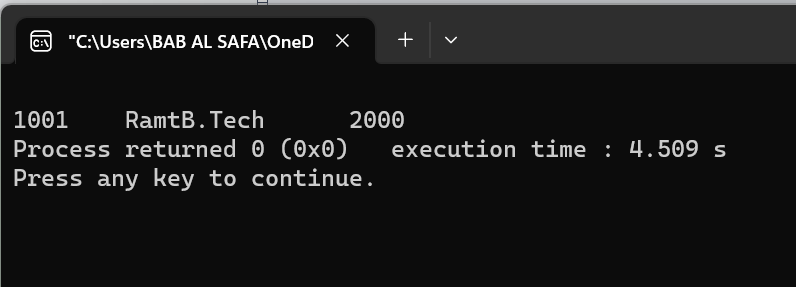 "C:\Users\BAB AL SAFA\OneD
1001    RamtB.Tech      2000
Process returned 0 (0x0)   execution time : 4.509 s
Press any key to continue.